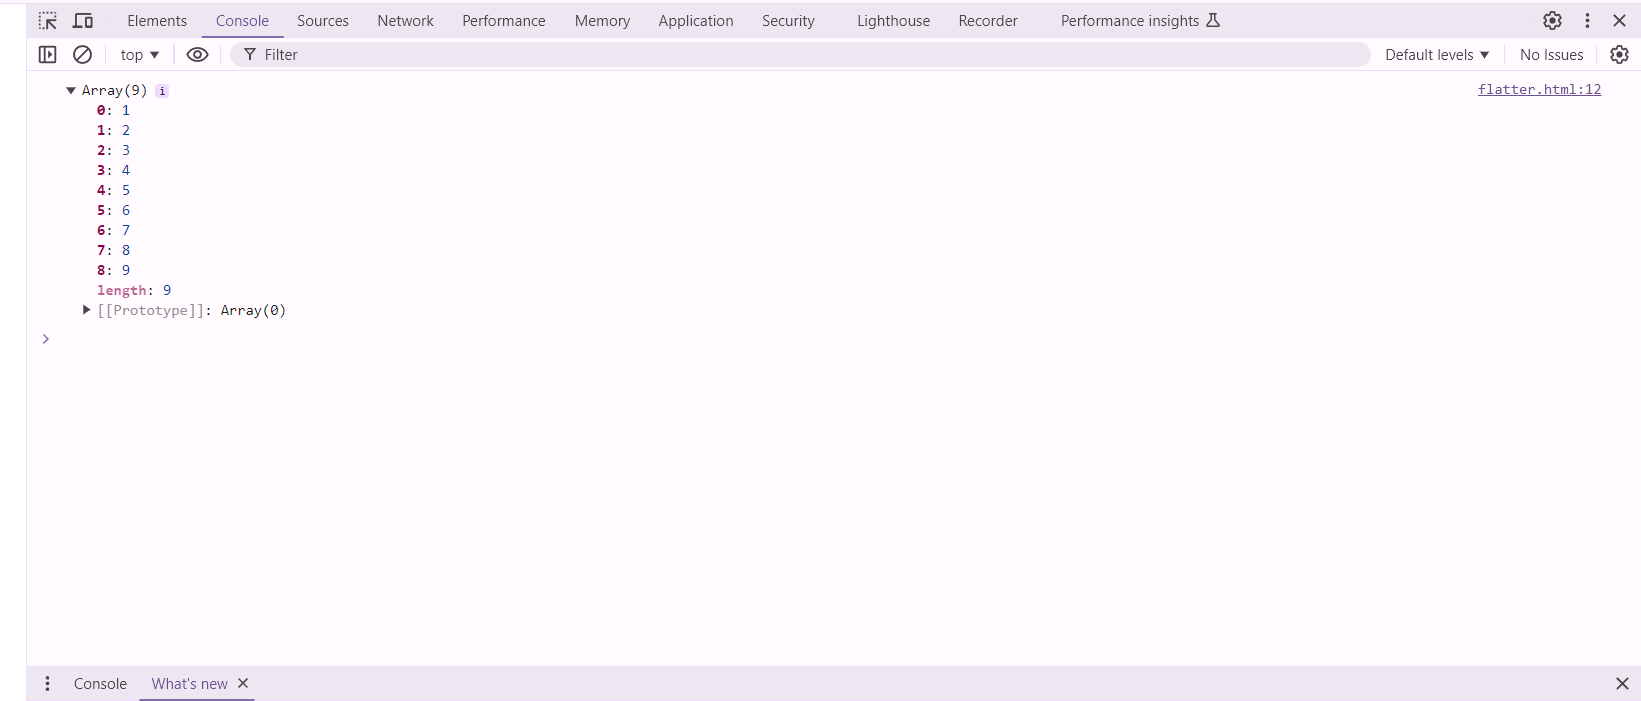 Elements Console Sources Network Performance Memory Application Security Lighthouse Recorder Performance insights
top Filter Default levels No Issues
Array(9) i flatter.html:12
0: 1
1: 2
2: 3
3: 4
4: 5
5: 6
6: 7
7: 8
8: 9
length: 9
[[Prototype]]: Array(0)
Console What's new